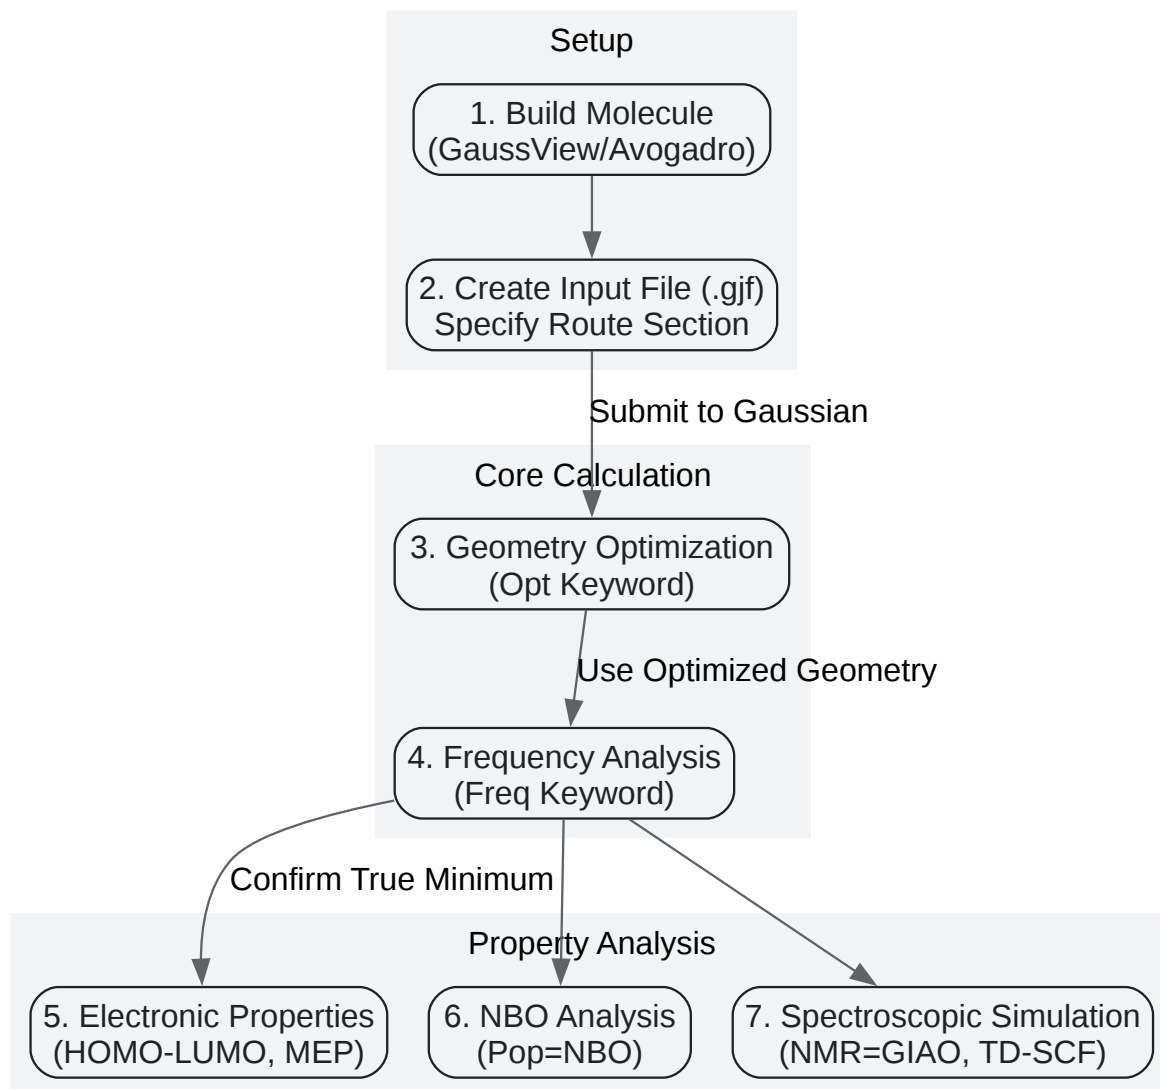 Setup
1. Build Molecule
(GaussView/Avogadro)
2. Create Input File (.gjf)
Specify Route Section
Submit to Gaussian
Core Calculation
3. Geometry Optimization
(Opt Keyword)
Use Optimized Geometry
4. Frequency Analysis
(Freq Keyword)
Confirm True Minimum
Property Analysis
5. Electronic Properties
(HOMO-LUMO, MEP)
6. NBO Analysis
(Pop=NBO)
7. Spectroscopic Simulation
(NMR=GIAO, TD-SCF)